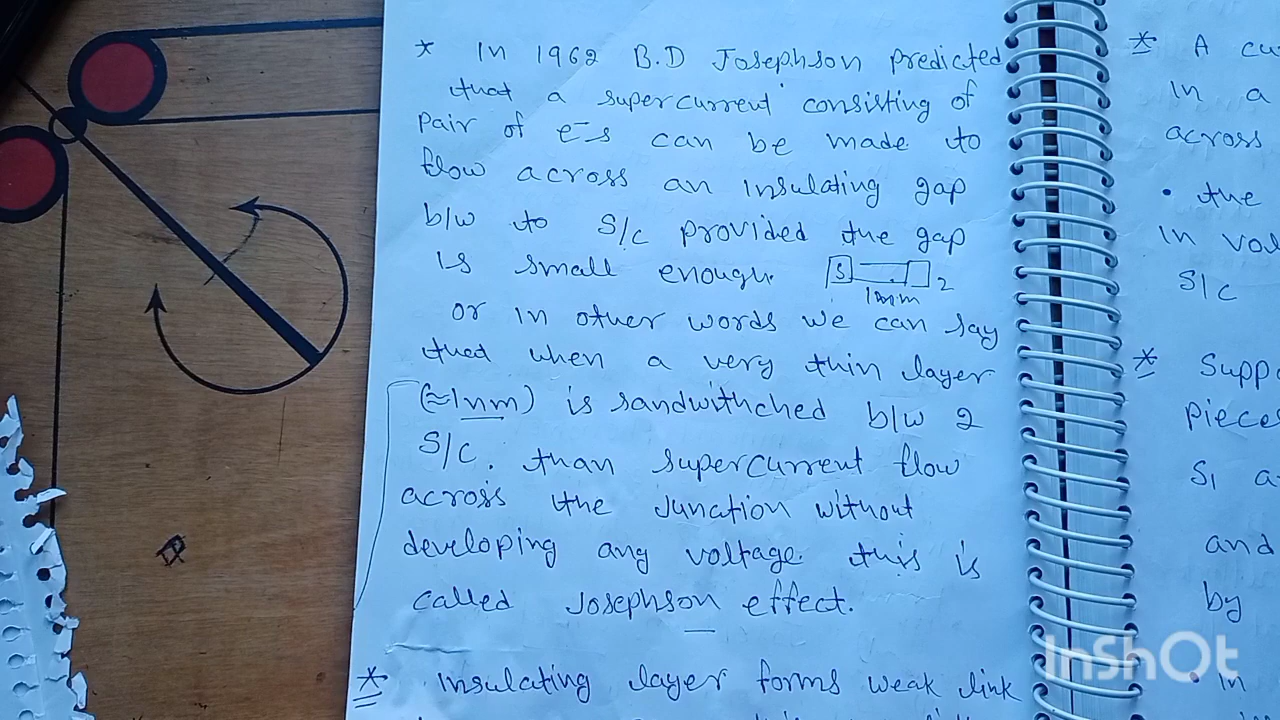 * In 1962 B.D Josephson predicted
that a supercurrent consisting of
pair of e-s can be made to
flow across an insulating gap
b/w to S/c provided the gap
is small enough. S 2
1nm
or in other words we can say
that when a very thin layer
(≈1nm) is sandwithched b/w 2
S/C. than supercurrent flow
across the Junction without
developing any voltage. this is
called Josephson effect.
* Insulating layer forms weak link
* A cu
in a
across
• the
in vol
S/c
* Supp
pieces
S1 a
and
by
• in
InShOt